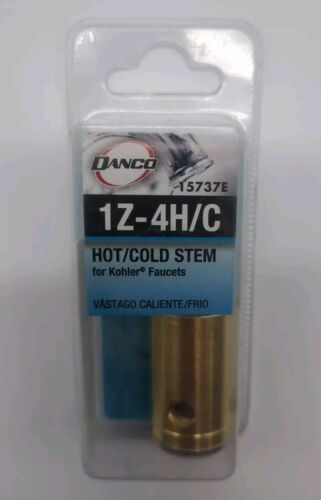 DANCO
15737E
1Z-4H/C
HOT/COLD STEM
for Kohler® Faucets
VÁSTAGO CALIENTE/FRIO